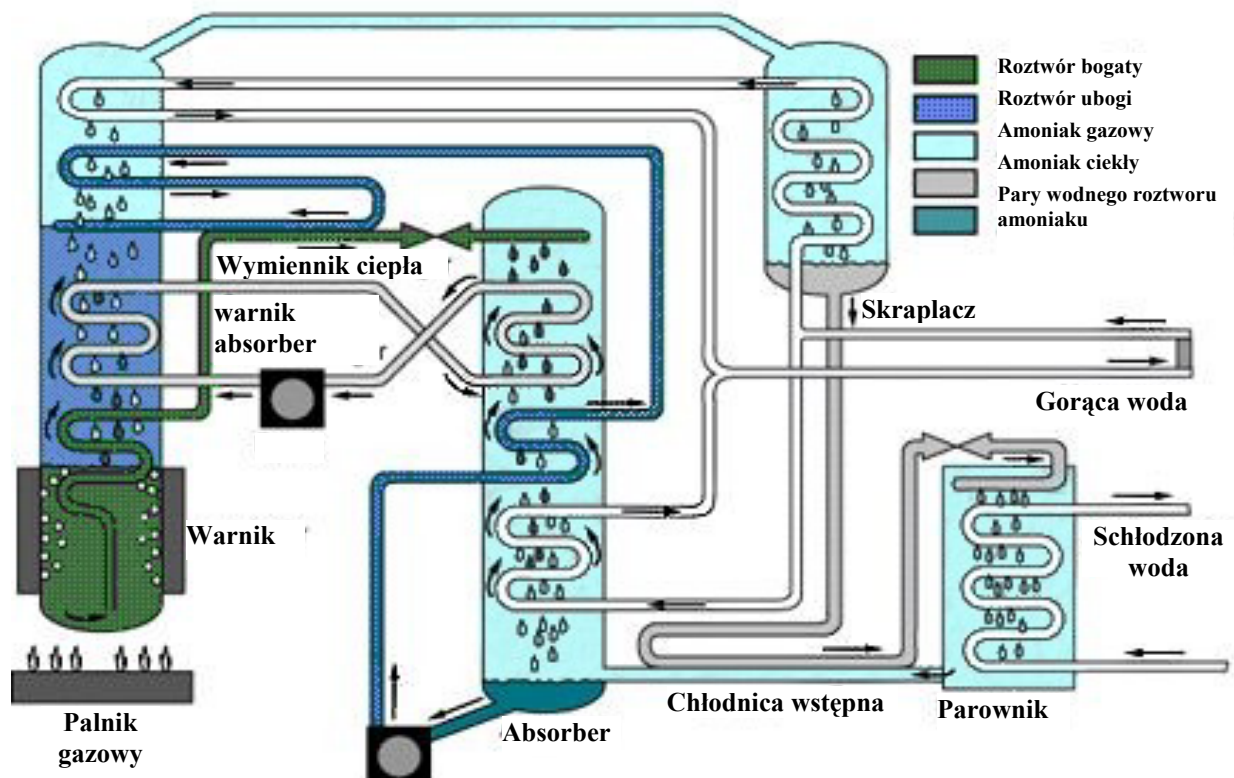 Roztwór bogaty
Roztwór ubogi
Amoniak gazowy
Amoniak ciekły
Pary wodnego roztworu
amoniaku
Wymiennik ciepła
warnik
absorber
Skraplacz
Gorąca woda
Warnik
Schłodzona
woda
Palnik
gazowy
Absorber
Chłodnica wstępna
Parownik